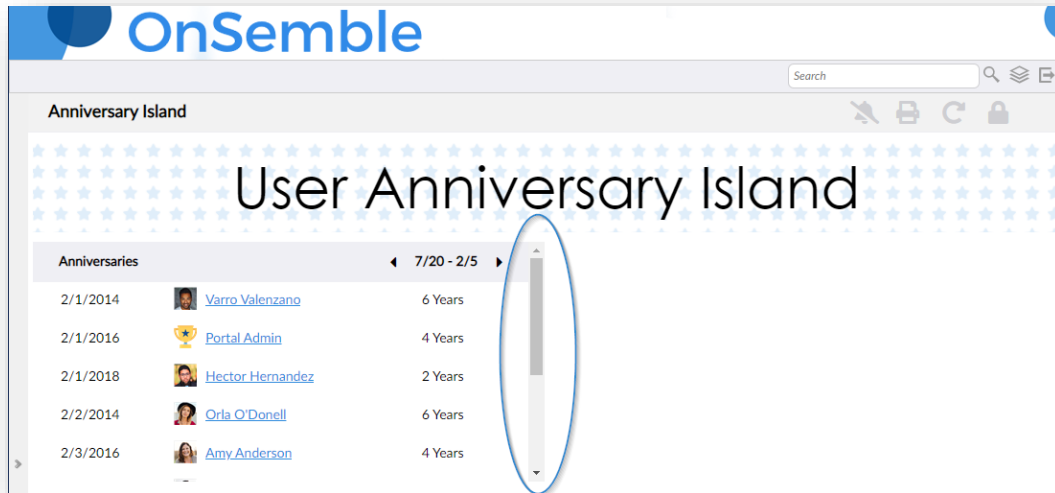 OnSemble
Search
Anniversary Island
User Anniversary Island
Anniversaries 7/20 - 2/5
2/1/2014 Varro Valenzano 6 Years
2/1/2016 Portal Admin 4 Years
2/1/2018 Hector Hernandez 2 Years
2/2/2014 Orla O'Donell 6 Years
2/3/2016 Amy Anderson 4 Years